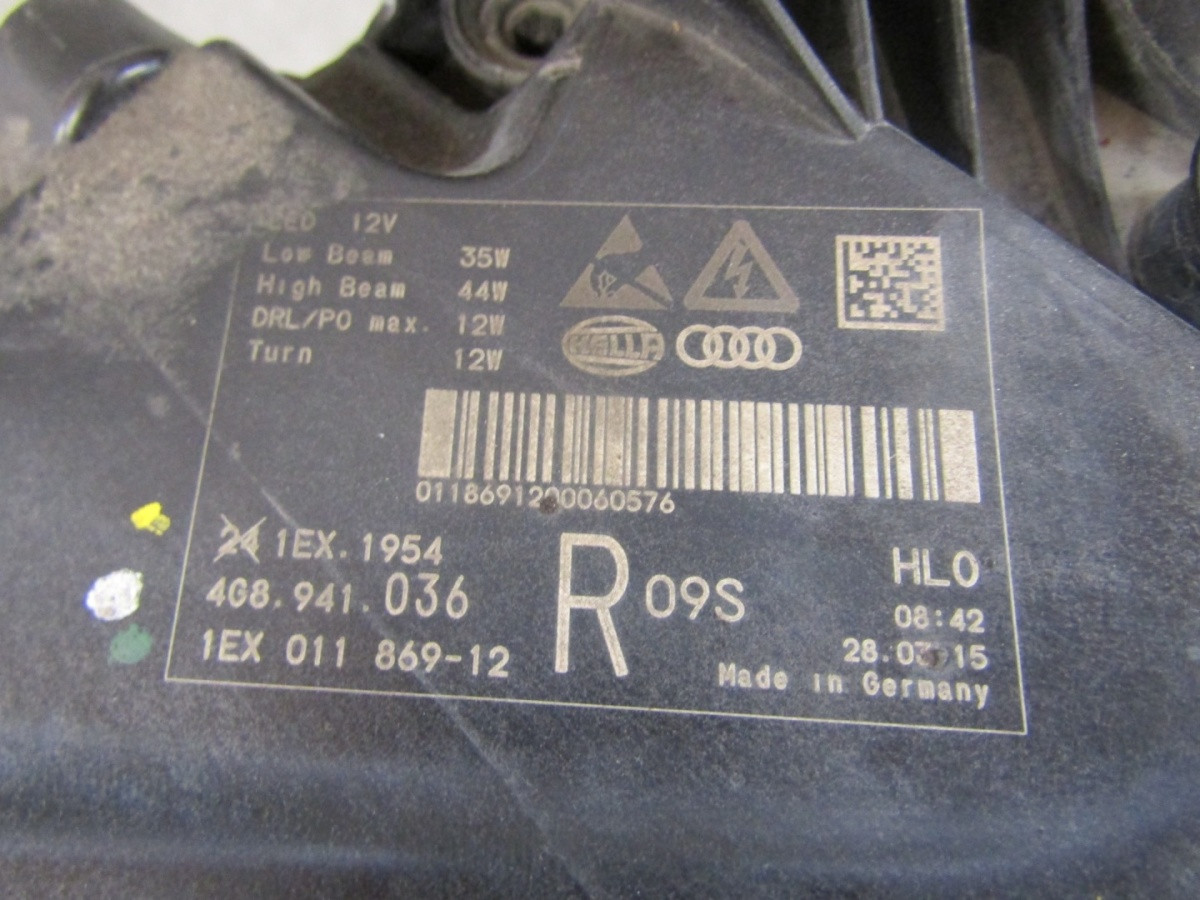 LED 12V
Low Beam 35W
High Beam 44W
DRL/PO max. 12W
Turn 12W
HELLA
24 1EX.1954
4G8.941.036
1EX 011 869-12
R 09S
HLO
08:42
Made in Germany